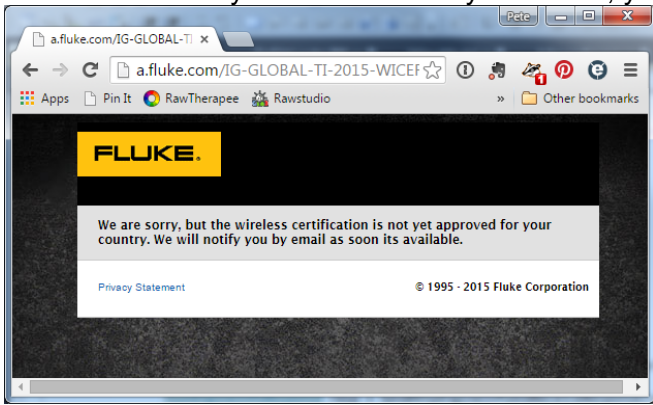 Pete
a.fluke.com/IG-GLOBAL-TI
a.fluke.com/IG-GLOBAL-TI-2015-WICEF
Apps Pin It RawTherapee Rawstudio » Other bookmarks
FLUKE.
We are sorry, but the wireless certification is not yet approved for your
country. We will notify you by email as soon its available.
Privacy Statement © 1995 - 2015 Fluke Corporation